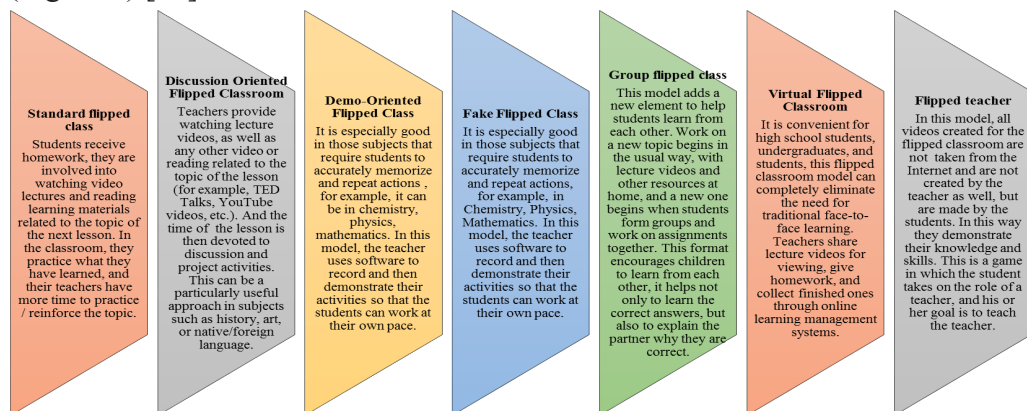 Standard flipped
class
Students receive
homework, they are
involved into
watching video
lectures and reading
learning materials
related to the topic of
the next lesson. In
the classroom, they
practice what they
have learned, and
their teachers have
more time to practice
/ reinforce the topic.
Discussion Oriented
Flipped Classroom
Teachers provide
watching lecture
videos, as well as
any other video or
reading related to the
topic of the lesson
(for example, TED
Talks, YouTube
videos, etc.). And the
time of the lesson is
then devoted to
discussion and
project activities.
This can be a
particularly useful
approach in subjects
such as history, art,
or native/foreign
language.
Demo-Oriented
Flipped Class
It is especially good
in those subjects that
require students to
accurately memorize
and repeat actions ,
for example, it can
be in chemistry,
physics,
mathematics. In this
model, the teacher
uses software to
record and then
demonstrate their
activities so that the
students can work at
their own pace.
Fake Flipped Class
It is especially good
in those subjects that
require students to
accurately memorize
and repeat actions,
for example, in
Chemistry, Physics,
Mathematics. In this
model, the teacher
uses software to
record and then
demonstrate their
activities so that the
students can work at
their own pace.
Group flipped class
This model adds a
new element to help
students learn from
each other. Work on
a new topic begins in
the usual way, with
lecture videos and
other resources at
home, and a new one
begins when students
form groups and
work on assignments
together. This format
encourages children
to learn from each
other, it helps not
only to learn the
correct answers, but
also to explain the
partner why they are
correct.
Virtual Flipped
Classroom
It is convenient for
high school students,
undergraduates, and
students, this flipped
classroom model can
completely eliminate
the need for
traditional face-to-
face learning.
Teachers share
lecture videos for
viewing, give
homework, and
collect finished ones
through online
learning management
systems.
Flipped teacher
In this model, all
videos created for the
flipped classroom are
not taken from the
Internet and are not
created by the
teacher as well, but
are made by the
students. In this way
they demonstrate
their knowledge and
skills. This is a game
in which the student
takes on the role of a
teacher, and his or
her goal is to teach
the teacher.